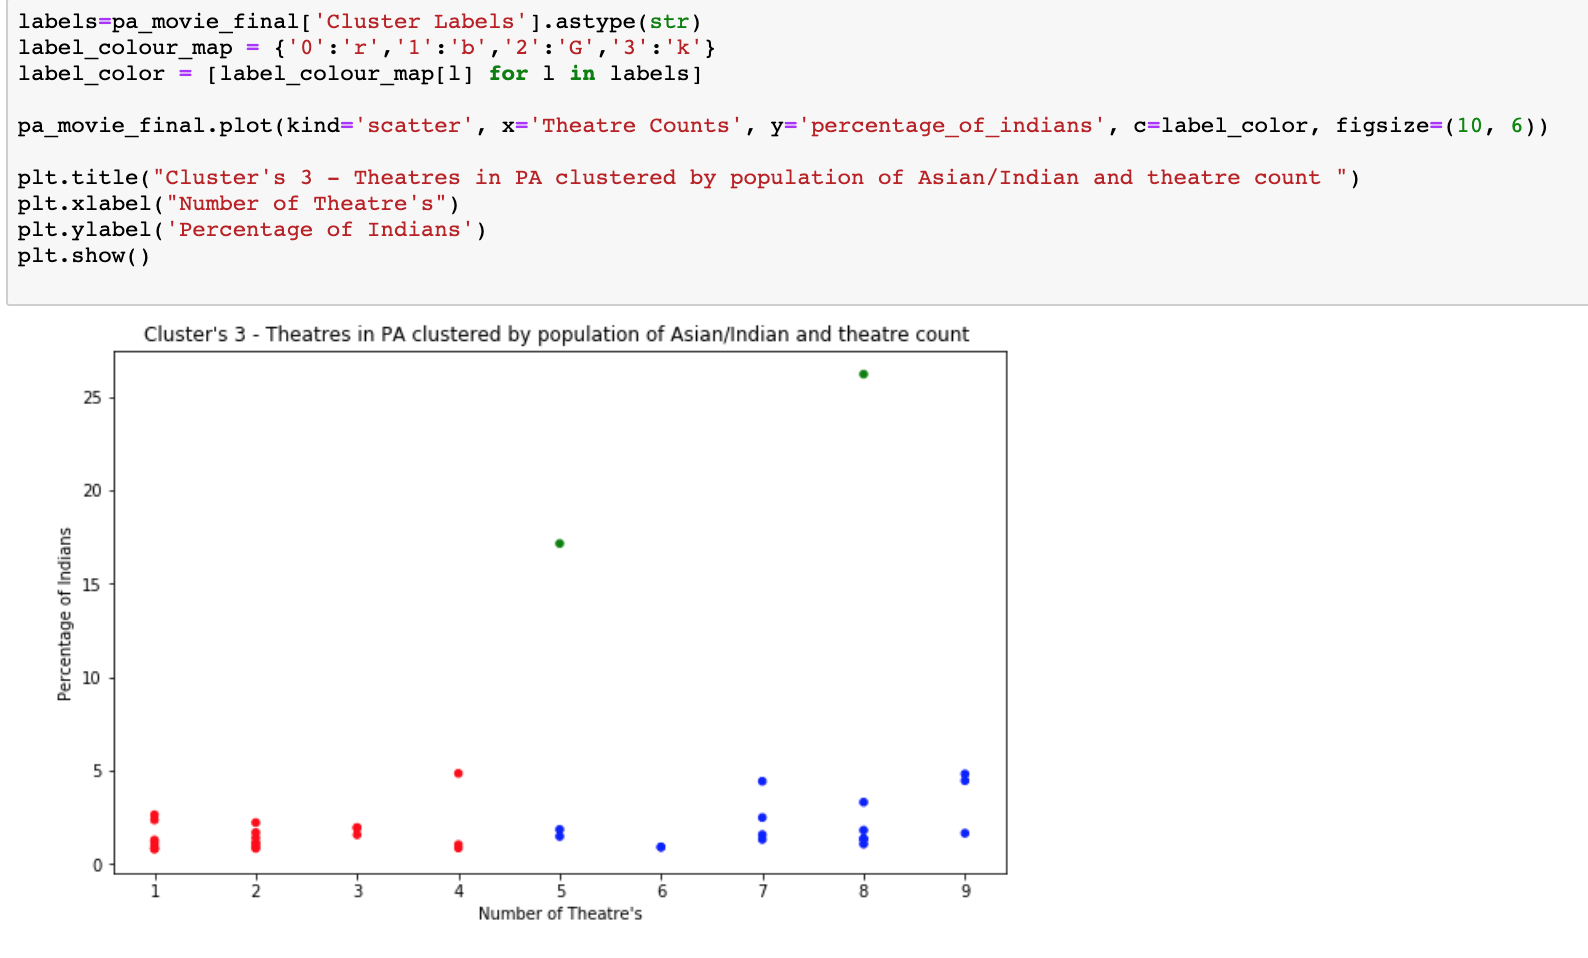 labels=pa_movie_final['Cluster Labels'].astype(str)
label_colour_map = {'0':'r','1':'b','2':'G','3':'k'}
label_color = [label_colour_map[l] for l in labels]
pa_movie_final.plot(kind='scatter', x='Theatre Counts', y='percentage_of_indians', c=label_color, figsize=(10, 6))
plt.title("Cluster's 3 - Theatres in PA clustered by population of Asian/Indian and theatre count ")
plt.xlabel("Number of Theatre's")
plt.ylabel('Percentage of Indians')
plt.show()
Cluster's 3 - Theatres in PA clustered by population of Asian/Indian and theatre count
25
20
15
10
5
0
Percentage of Indians
1 2 3 4 5 6 7 8 9
Number of Theatre's